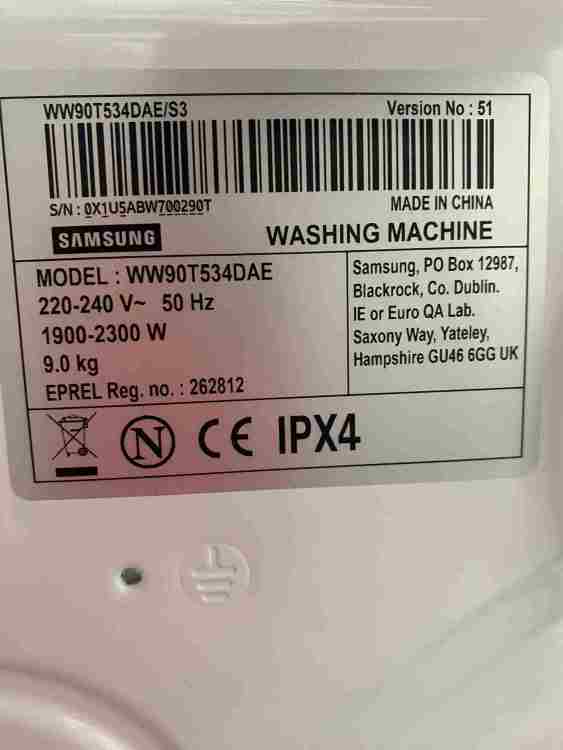 WW90T534DAE/S3
Version No : 51
S/N : 0X1U5ABW700290T
MADE IN CHINA
SAMSUNG
WASHING MACHINE
MODEL : WW90T534DAE
220-240 V~ 50 Hz
1900-2300 W
9.0 kg
EPREL Reg. no. : 262812
Samsung, PO Box 12987,
Blackrock, Co. Dublin.
IE or Euro QA Lab.
Saxony Way, Yateley,
Hampshire GU46 6GG UK
N CE IPX4